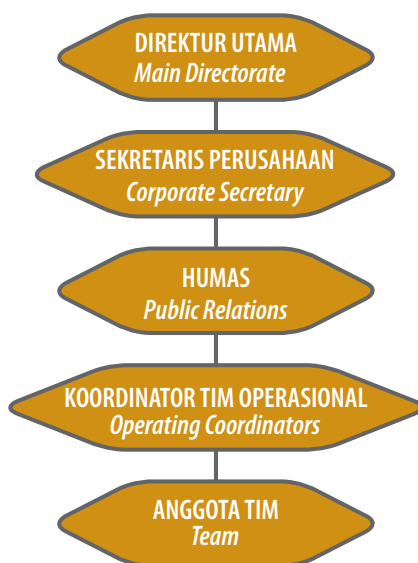 DIREKTUR UTAMA
Main Directorate
SEKRETARIS PERUSAHAAN
Corporate Secretary
HUMAS
Public Relations
KOORDINATOR TIM OPERASIONAL
Operating Coordinators
ANGGOTA TIM
Team